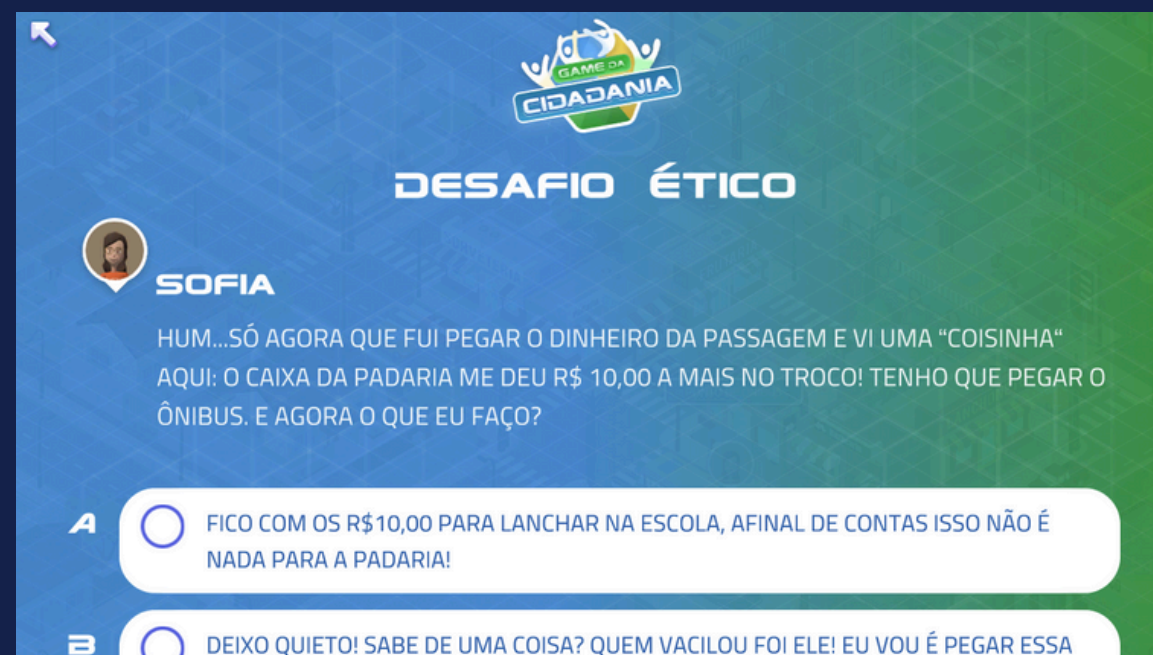 GAME DA
CIDADANIA
DESAFIO ÉTICO
SOFIA
HUM...SÓ AGORA QUE FUI PEGAR O DINHEIRO DA PASSAGEM E VI UMA “COISINHA“
AQUI: O CAIXA DA PADARIA ME DEU R$ 10,00 A MAIS NO TROCO! TENHO QUE PEGAR O
ÔNIBUS. E AGORA O QUE EU FAÇO?
A
FICO COM OS R$10,00 PARA LANCHAR NA ESCOLA, AFINAL DE CONTAS ISSO NÃO É
NADA PARA A PADARIA!
B
DEIXO QUIETO! SABE DE UMA COISA? QUEM VACILOU FOI ELE! EU VOU É PEGAR ESSA